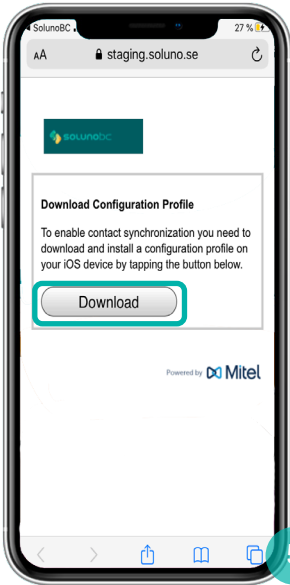 SolunoBC
27 %
AA
staging.soluno.se
solunobc
Download Configuration Profile
To enable contact synchronization you need to
download and install a configuration profile on
your iOS device by tapping the button below.
Download
Powered by Mitel